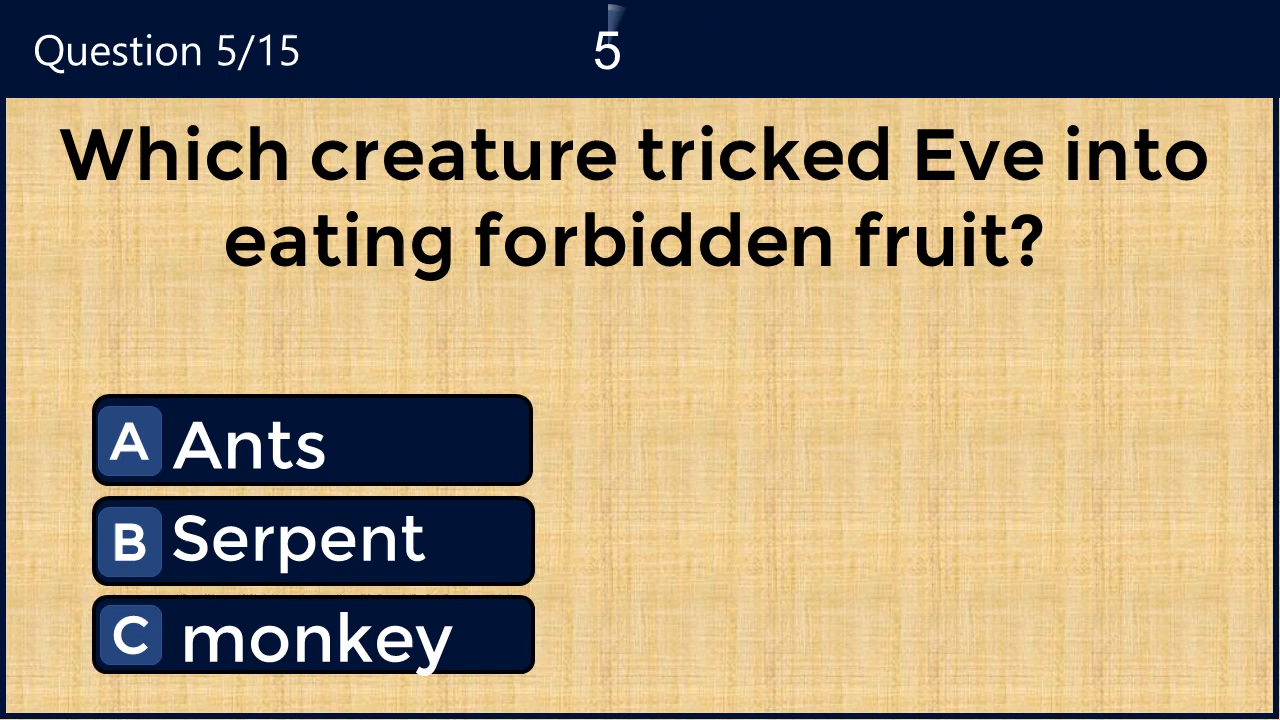 Question 5/15
5
Which creature tricked Eve into
eating forbidden fruit?
A Ants
B Serpent
C monkey